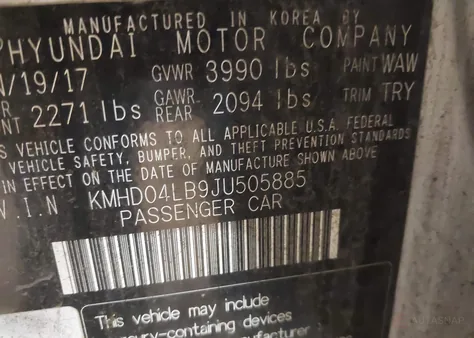 MANUFACTURED IN KOREA BY
HYUNDAI MOTOR COMPANY
/19/17 GVWR 3990 lbs PAINT WAW
2271 lbs GAWR REAR 2094 lbs TRIM TRY
VEHICLE CONFORMS TO ALL APPLICABLE U.S.A. FEDERAL
VEHICLE SAFETY, BUMPER, AND THEFT PREVENTION STANDARDS
IN EFFECT ON THE DATE OF MANUFACTURE SHOWN ABOVE
V.I.N KMHD04LB9JU505885
PASSENGER CAR
This vehicle may include
-containing devices